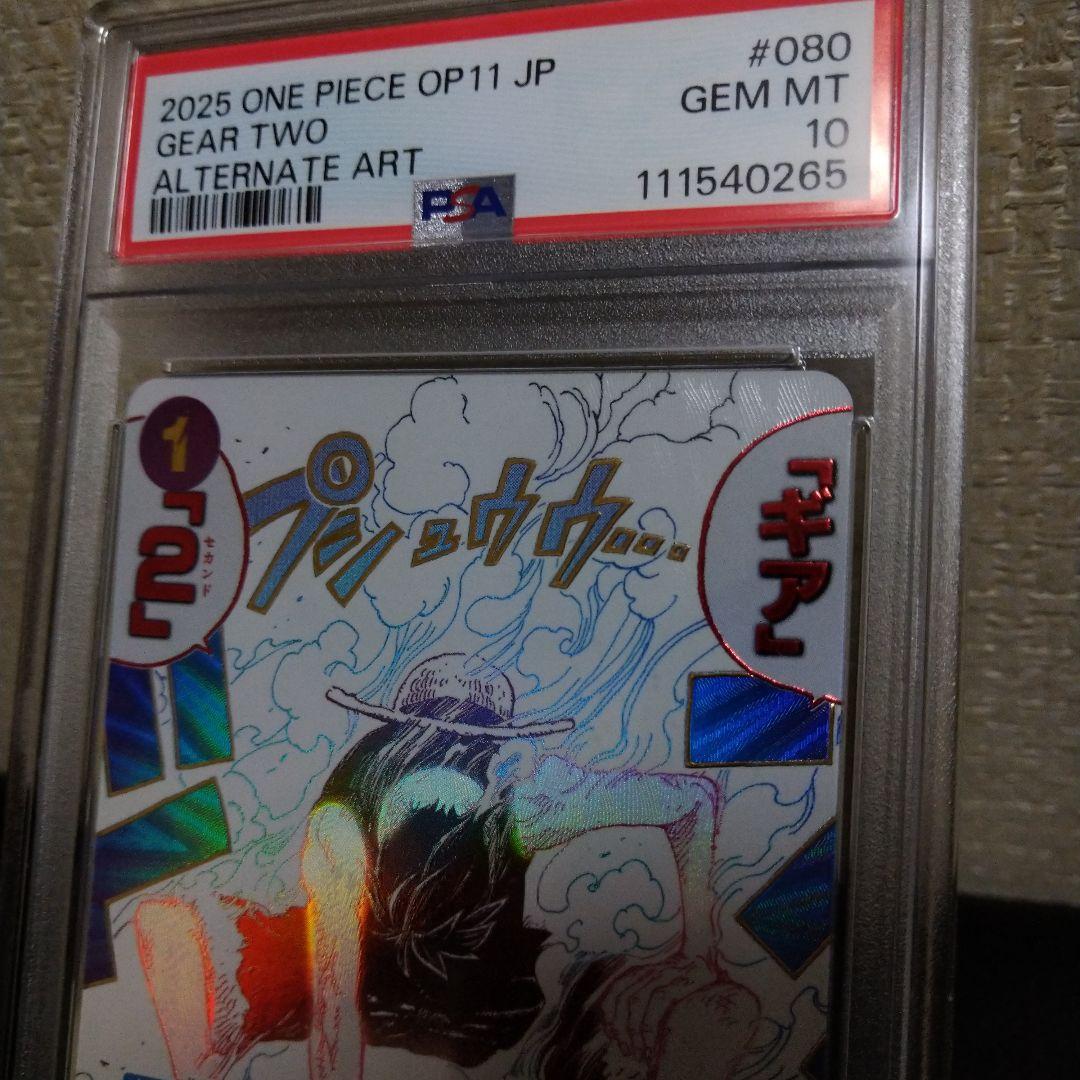 2025 ONE PIECE OP11 JP
GEAR TWO
ALTERNATE ART
#080
GEM MT
10
111540265
PSA
1
「ギア」
「2」
セカンド
プシュウウ...